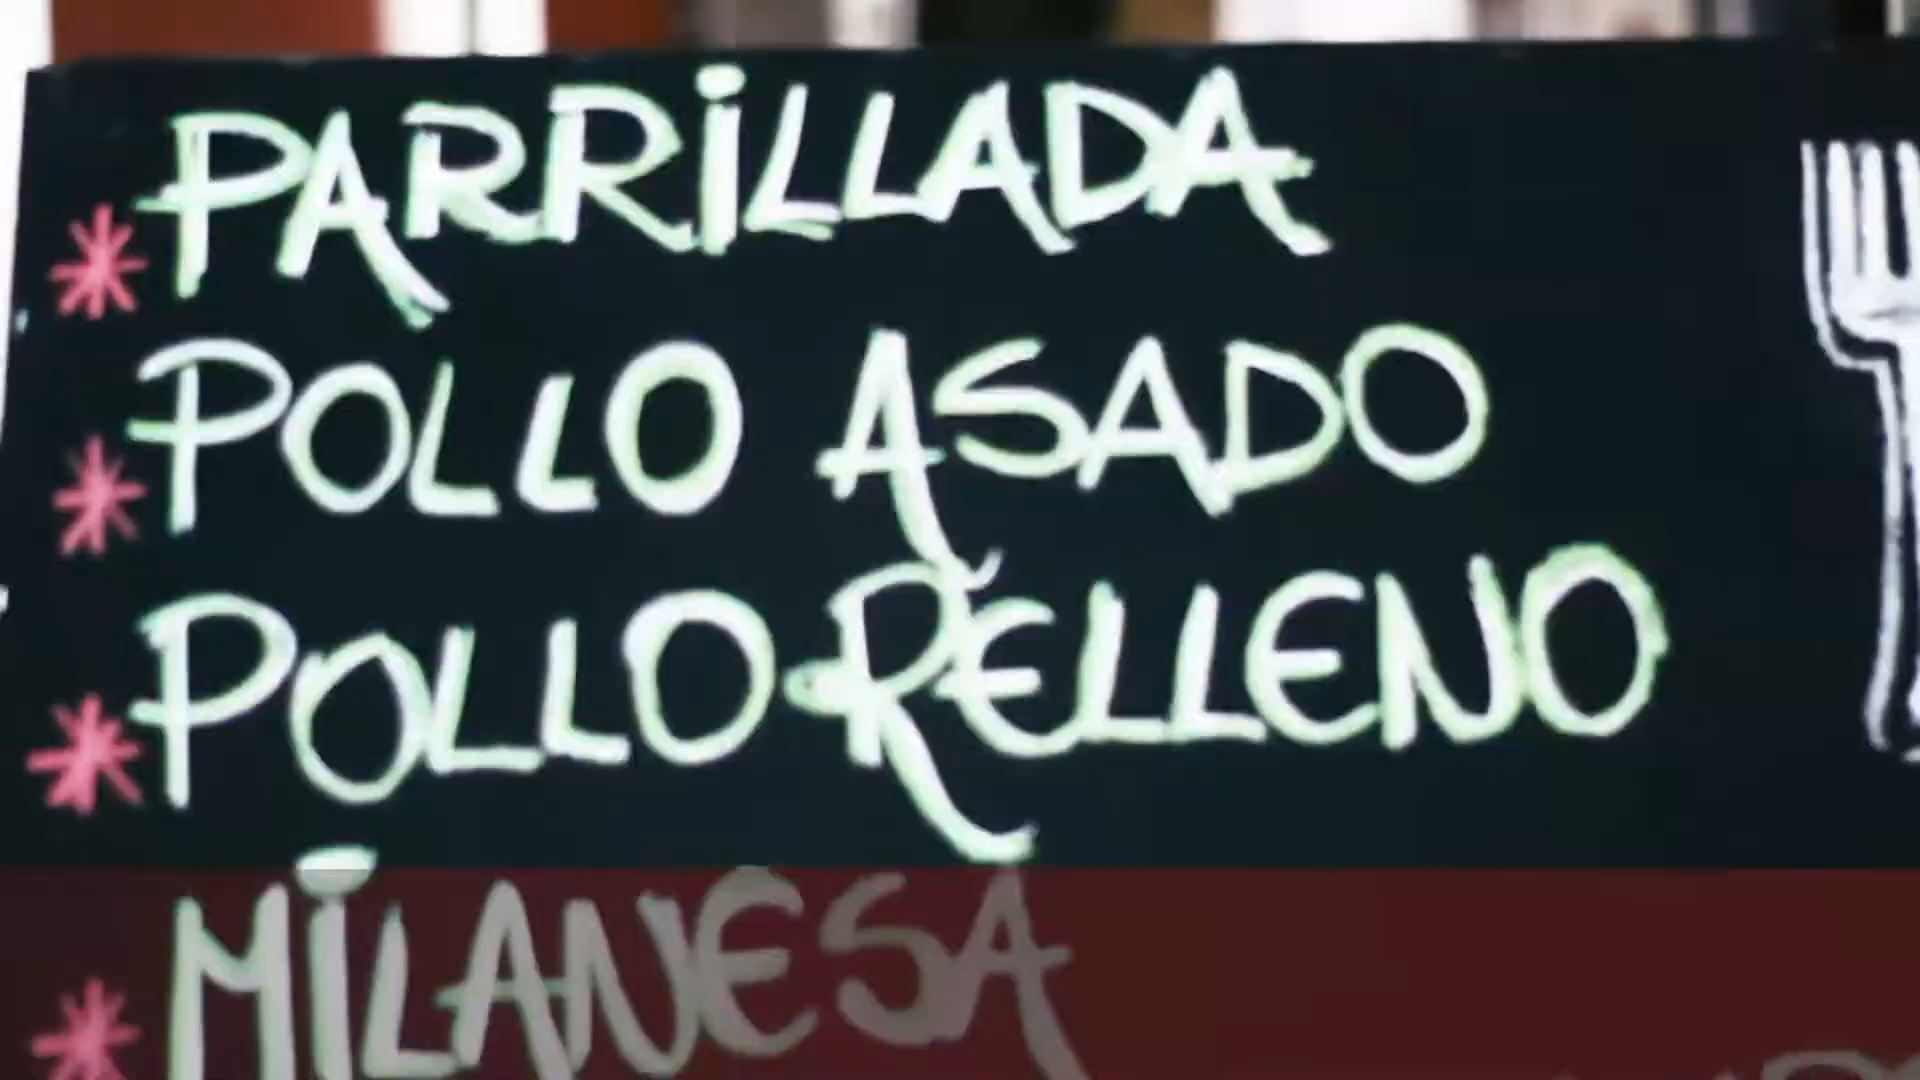 * PARRiLLADA
* POLLO ASADO
* POLLO RELLENO
* MiLANESA